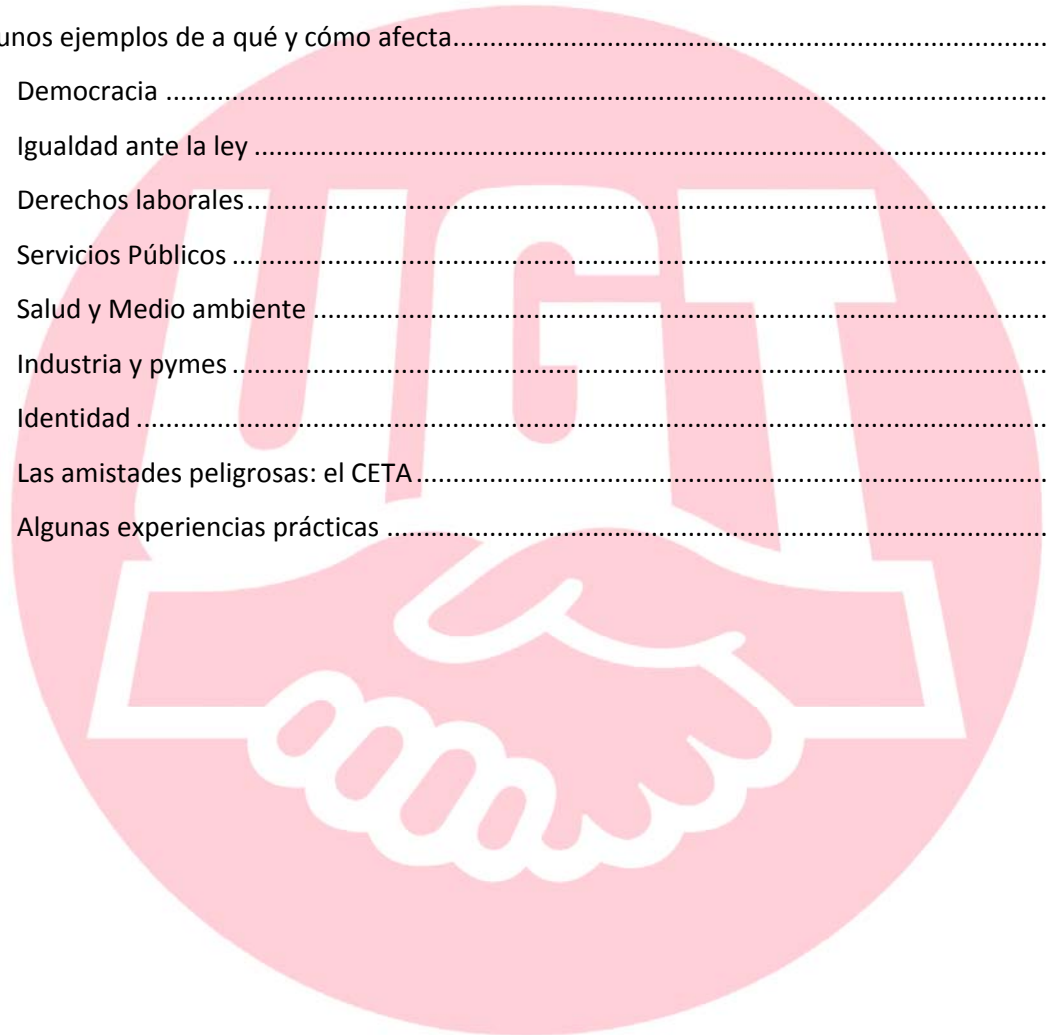 unos ejemplos de a qué y cómo afecta....................................................................................
Democracia ........................................................................................................................
Igualdad ante la ley ............................................................................................................
Derechos laborales..............................................................................................................
Servicios Públicos ...............................................................................................................
Salud y Medio ambiente .....................................................................................................
Industria y pymes ...............................................................................................................
Identidad ............................................................................................................................
Las amistades peligrosas: el CETA.......................................................................................
Algunas experiencias prácticas ...........................................................................................
UGT